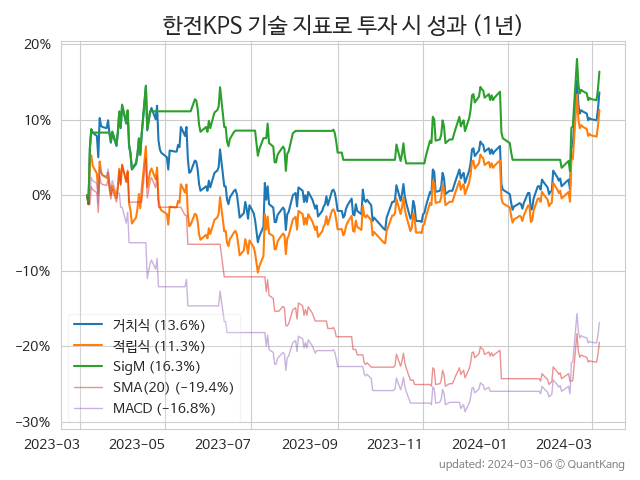 한전KPS 기술 지표로 투자 시 성과 (1년)
20%
10%
0%
−10%
−20%
−30%
거치식 (13.6%)
적립식 (11.3%)
SigM (16.3%)
SMA(20) (−19.4%)
MACD (−16.8%)
2023−03
2023−05
2023−07
2023−09
2023−11
2024−01
2024−03
updated: 2024-03-06 ⓒ QuantKang